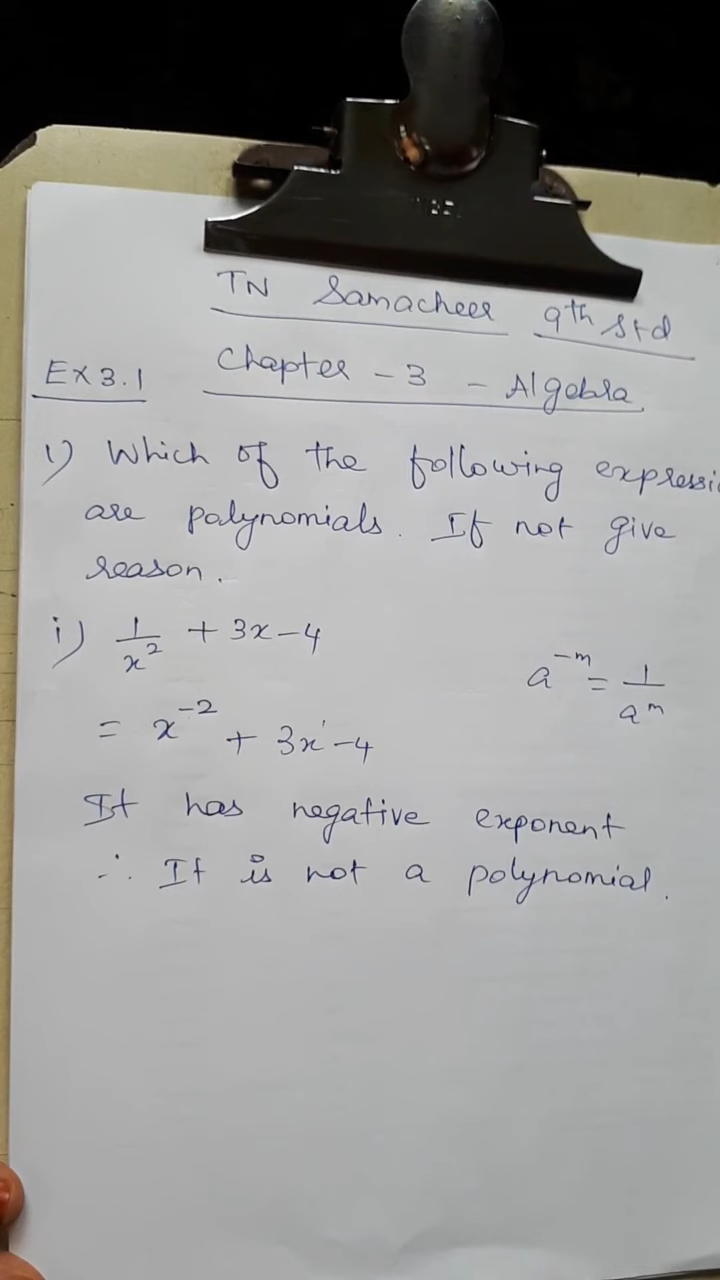 TN Samacheer 9th Std
Chapter - 3 - Algebra
Ex 3.1
1) Which of the following expressi
are polynomials. If not give
reason.
i) 1/x² + 3x - 4
a⁻ᵐ = 1/aᵐ
= x⁻² + 3x¹ - 4
It has negative exponent
∴ It is not a polynomial.